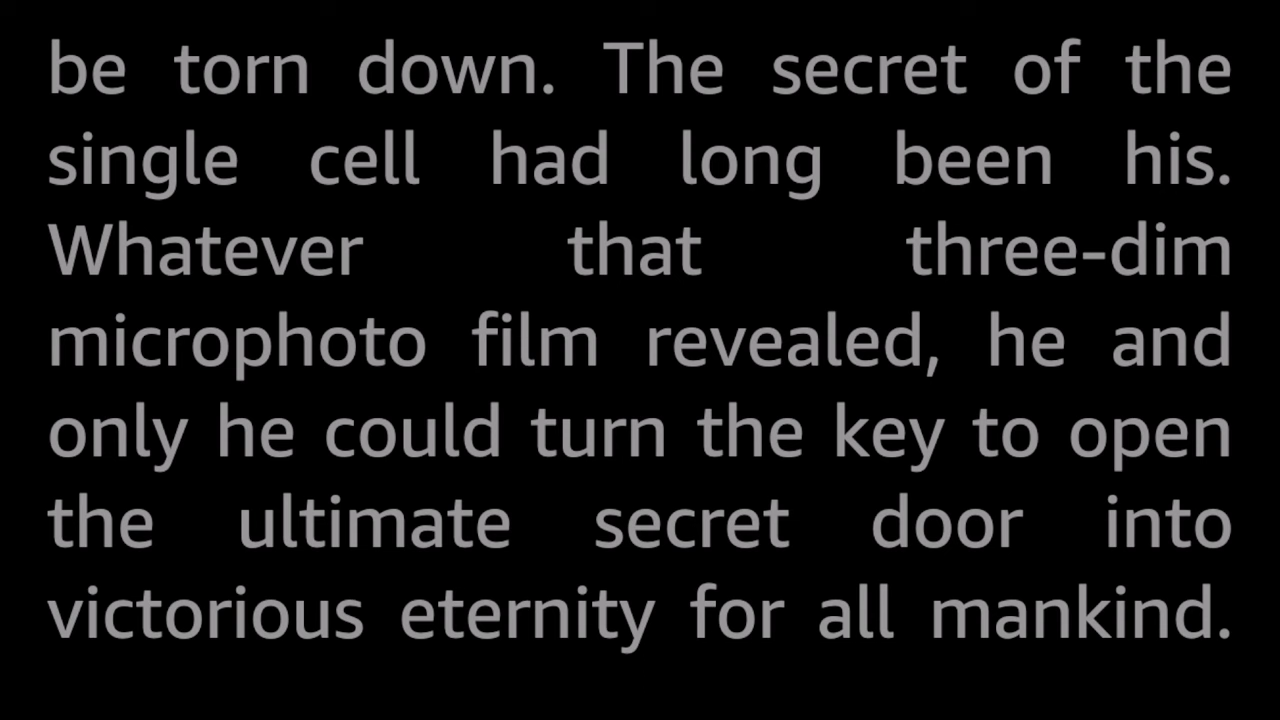 be torn down. The secret of the
single cell had long been his.
Whatever that three-dim
microphoto film revealed, he and
only he could turn the key to open
the ultimate secret door into
victorious eternity for all mankind.